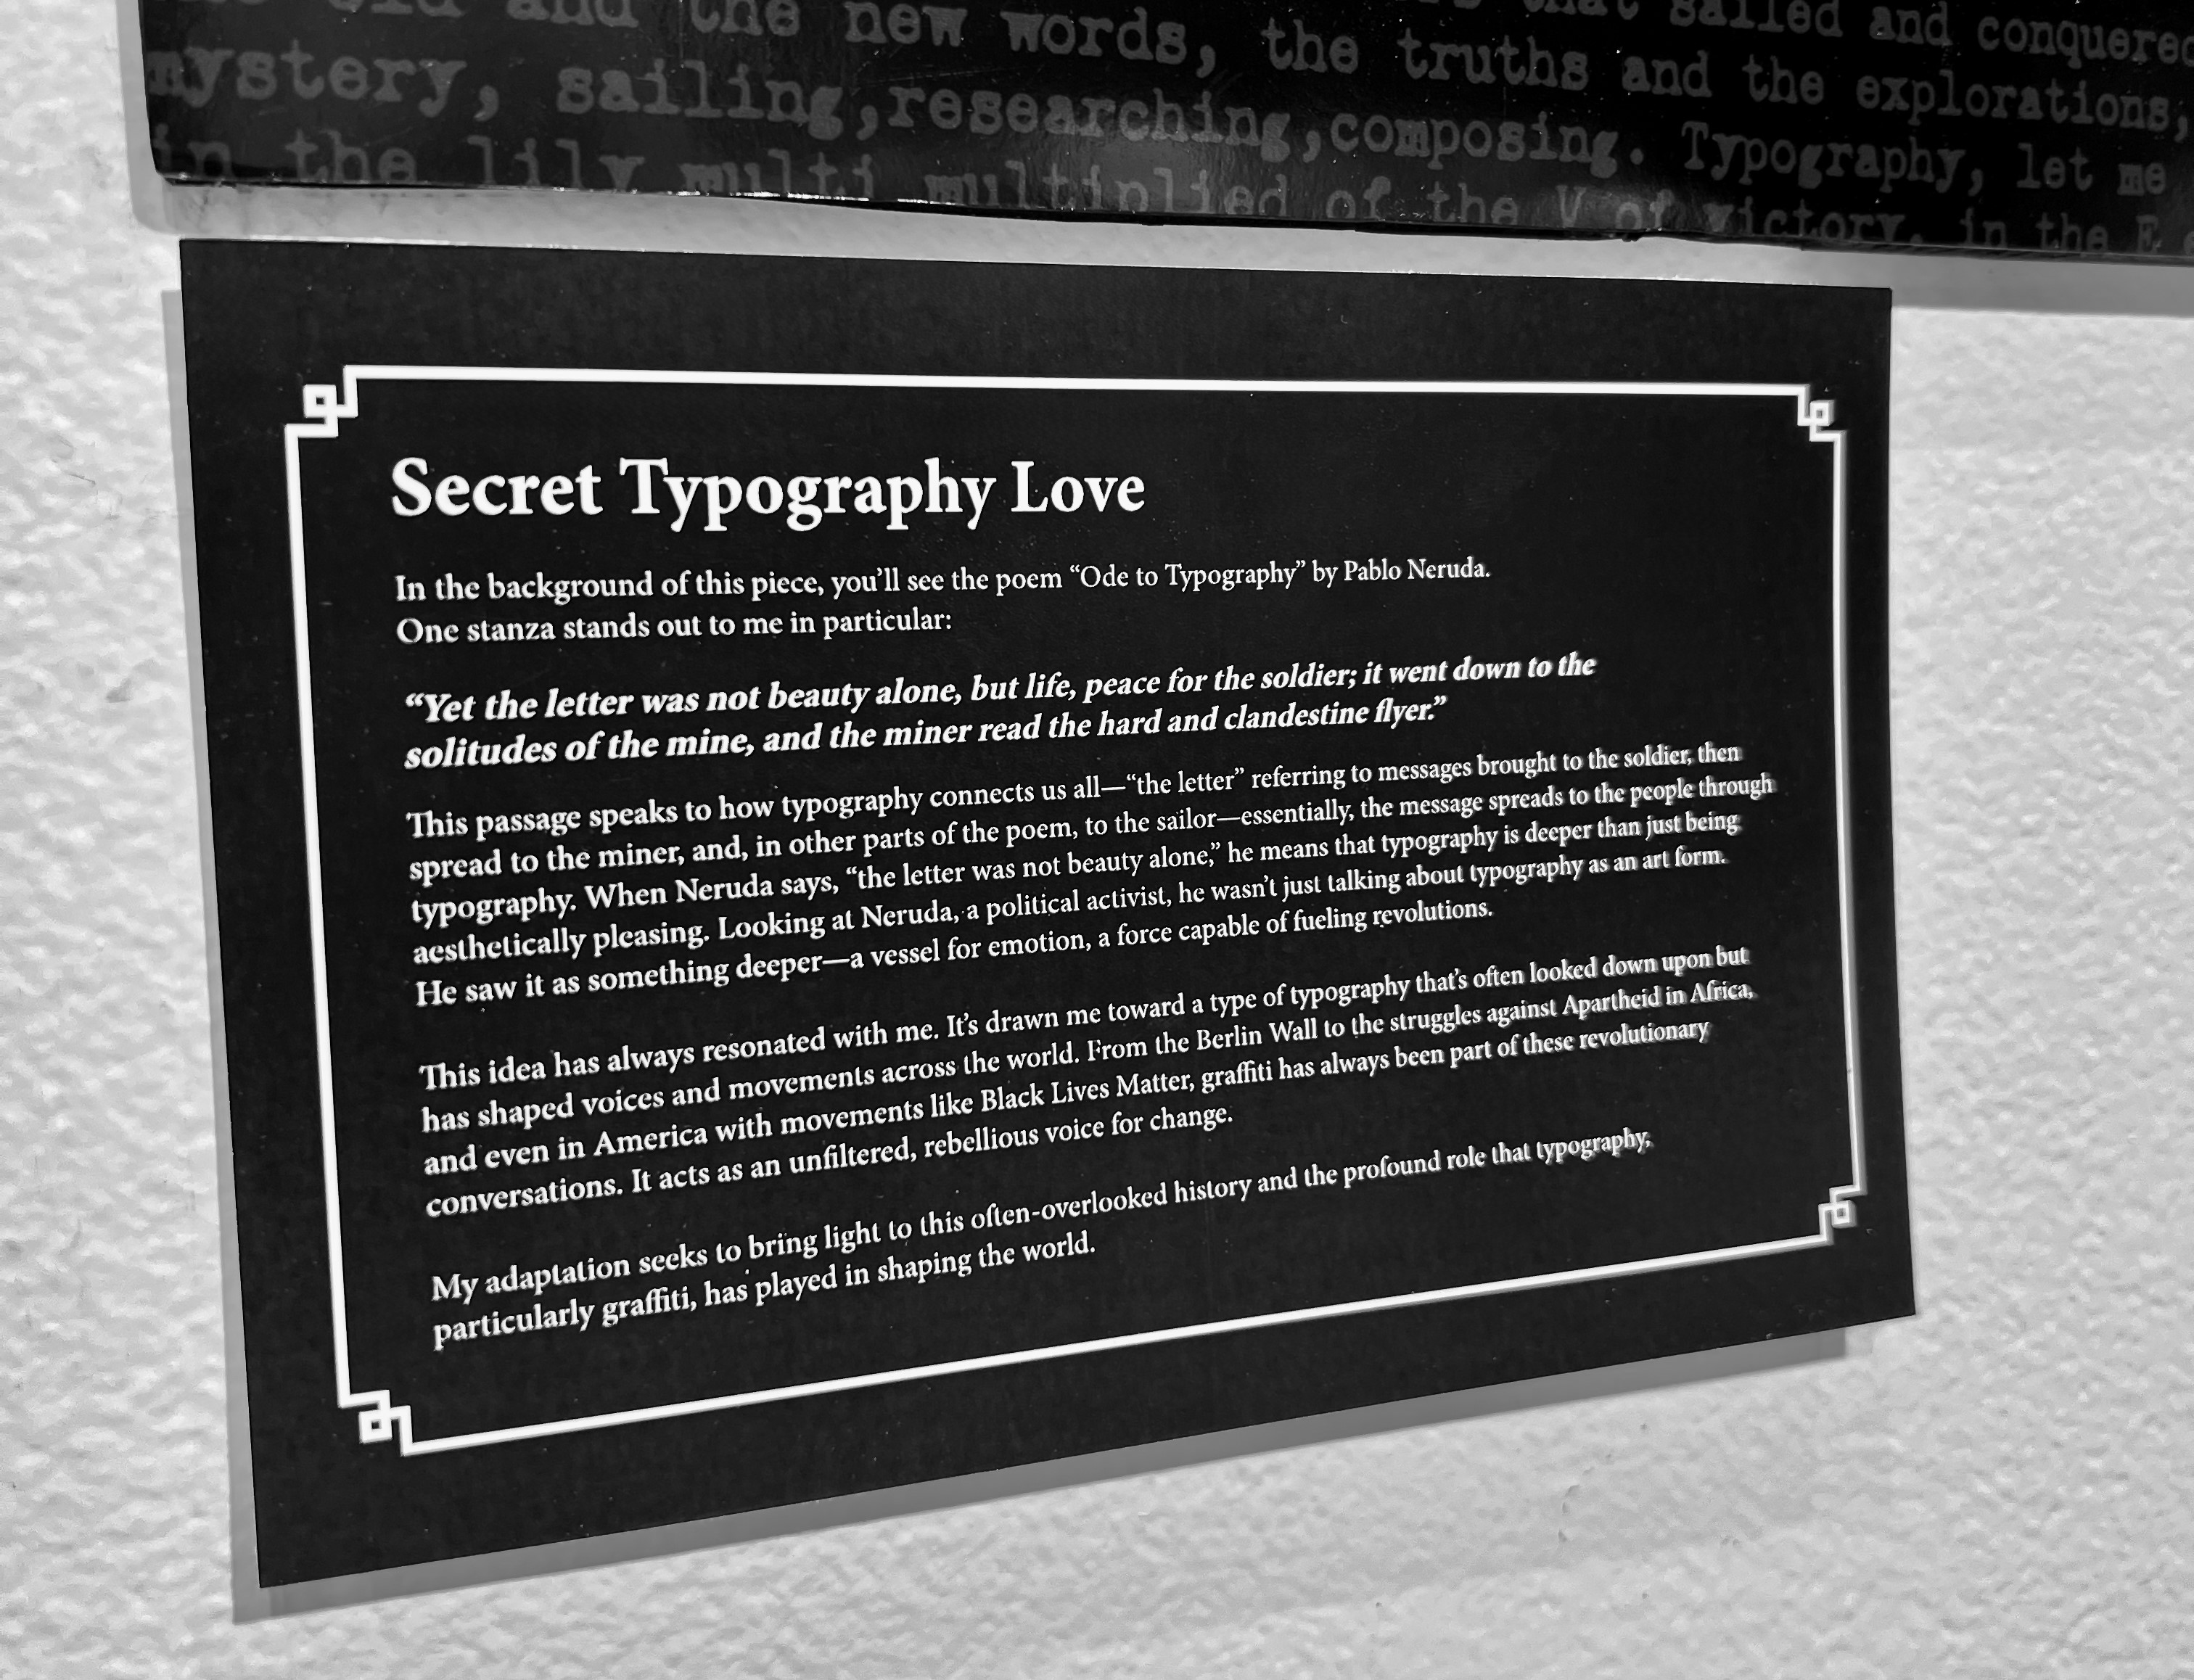 old and the new words, the truths and the explorations,
that sailed and conquered
mystery, sailing,researching,composing. Typography, let me
in the lily multi multiplied of the V of victory, in the E
Secret Typography Love
In the background of this piece, you’ll see the poem “Ode to Typography” by Pablo Neruda.
One stanza stands out to me in particular:
“Yet the letter was not beauty alone, but life, peace for the soldier; it went down to the
solitudes of the mine, and the miner read the hard and clandestine flyer.”
This passage speaks to how typography connects us all—“the letter” referring to messages brought to the soldier, then
spread to the miner, and, in other parts of the poem, to the sailor—essentially, the message spreads to the people through
typography. When Neruda says, “the letter was not beauty alone,” he means that typography is deeper than just being
aesthetically pleasing. Looking at Neruda, a political activist, he wasn’t just talking about typography as an art form.
He saw it as something deeper—a vessel for emotion, a force capable of fueling revolutions.
This idea has always resonated with me. It’s drawn me toward a type of typography that’s often looked down upon but
has shaped voices and movements across the world. From the Berlin Wall to the struggles against Apartheid in Africa,
and even in America with movements like Black Lives Matter, graffiti has always been part of these revolutionary
conversations. It acts as an unfiltered, rebellious voice for change.
My adaptation seeks to bring light to this often-overlooked history and the profound role that typography,
particularly graffiti, has played in shaping the world.